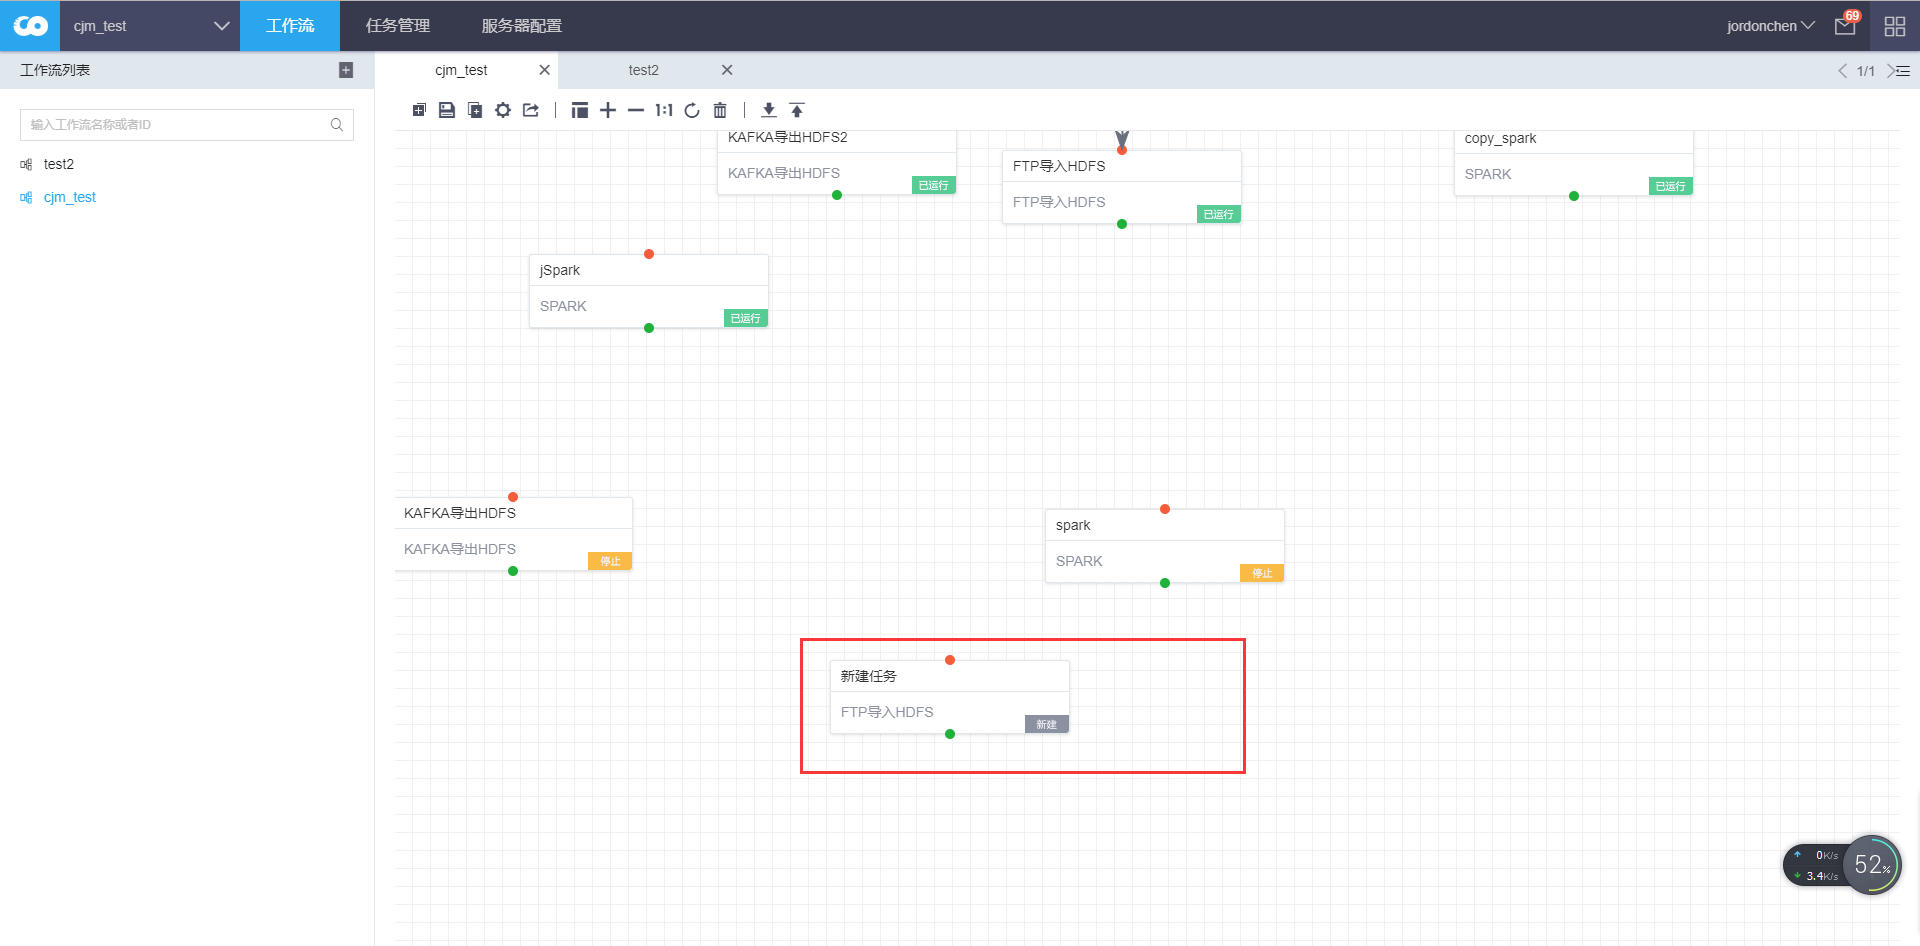 cjm_test
工作流
任务管理
服务器配置
jordonchen
69
工作流列表
cjm_test
test2
1/1
输入工作流名称或者ID
test2
cjm_test
1:1
KAFKA导出HDFS2
KAFKA导出HDFS
已运行
FTP导入HDFS
FTP导入HDFS
已运行
copy_spark
SPARK
已运行
jSpark
SPARK
已运行
KAFKA导出HDFS
KAFKA导出HDFS
停止
spark
SPARK
停止
新建任务
FTP导入HDFS
新建
0K/s
3.4K/s
52%